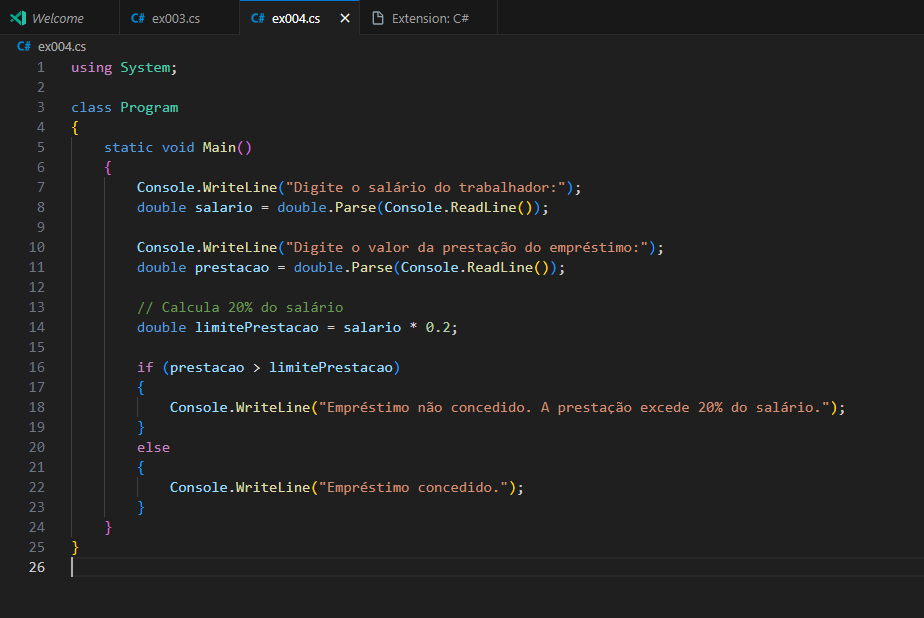 Welcome
C# ex003.cs
C# ex004.cs
Extension: C#
C# ex004.cs
1 using System;
2
3 class Program
4 {
5     static void Main()
6     {
7         Console.WriteLine("Digite o salário do trabalhador:");
8         double salario = double.Parse(Console.ReadLine());
9
10         Console.WriteLine("Digite o valor da prestação do empréstimo:");
11         double prestacao = double.Parse(Console.ReadLine());
12
13         // Calcula 20% do salário
14         double limitePrestacao = salario * 0.2;
15
16         if (prestacao > limitePrestacao)
17         {
18             Console.WriteLine("Empréstimo não concedido. A prestação excede 20% do salário.");
19         }
20         else
21         {
22             Console.WriteLine("Empréstimo concedido.");
23         }
24     }
25 }
26